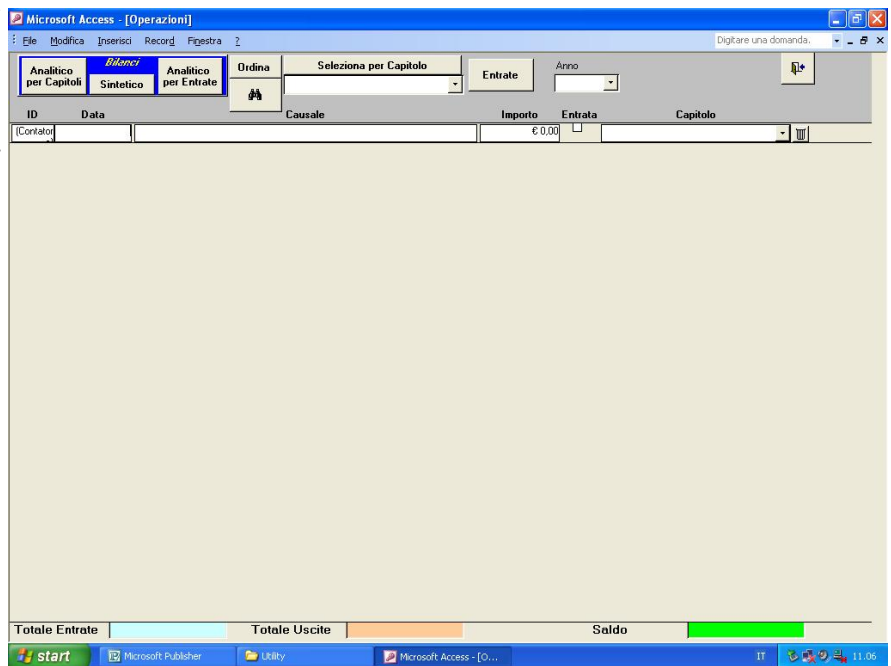 Microsoft Access - [Operazioni]
File Modifica Inserisci Record Finestra ? Digitare una domanda.
Bilanci
Analitico per Capitoli
Sintetico
Analitico per Entrate
Ordina
Seleziona per Capitolo
Entrate
Anno
ID Data Causale Importo Entrata Capitolo
(Contator € 0,00
Totale Entrate Totale Uscite Saldo
start Microsoft Publisher Utility Microsoft Access - [O... IT 11.06